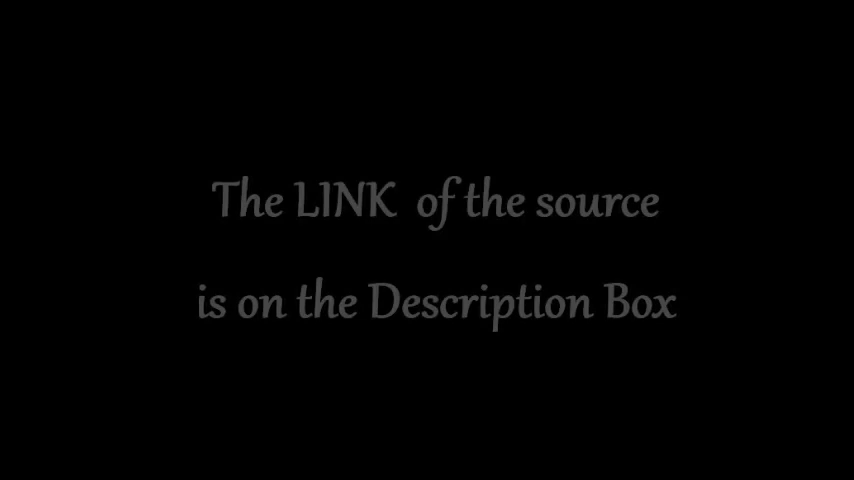 The LINK of the source
is on the Description Box